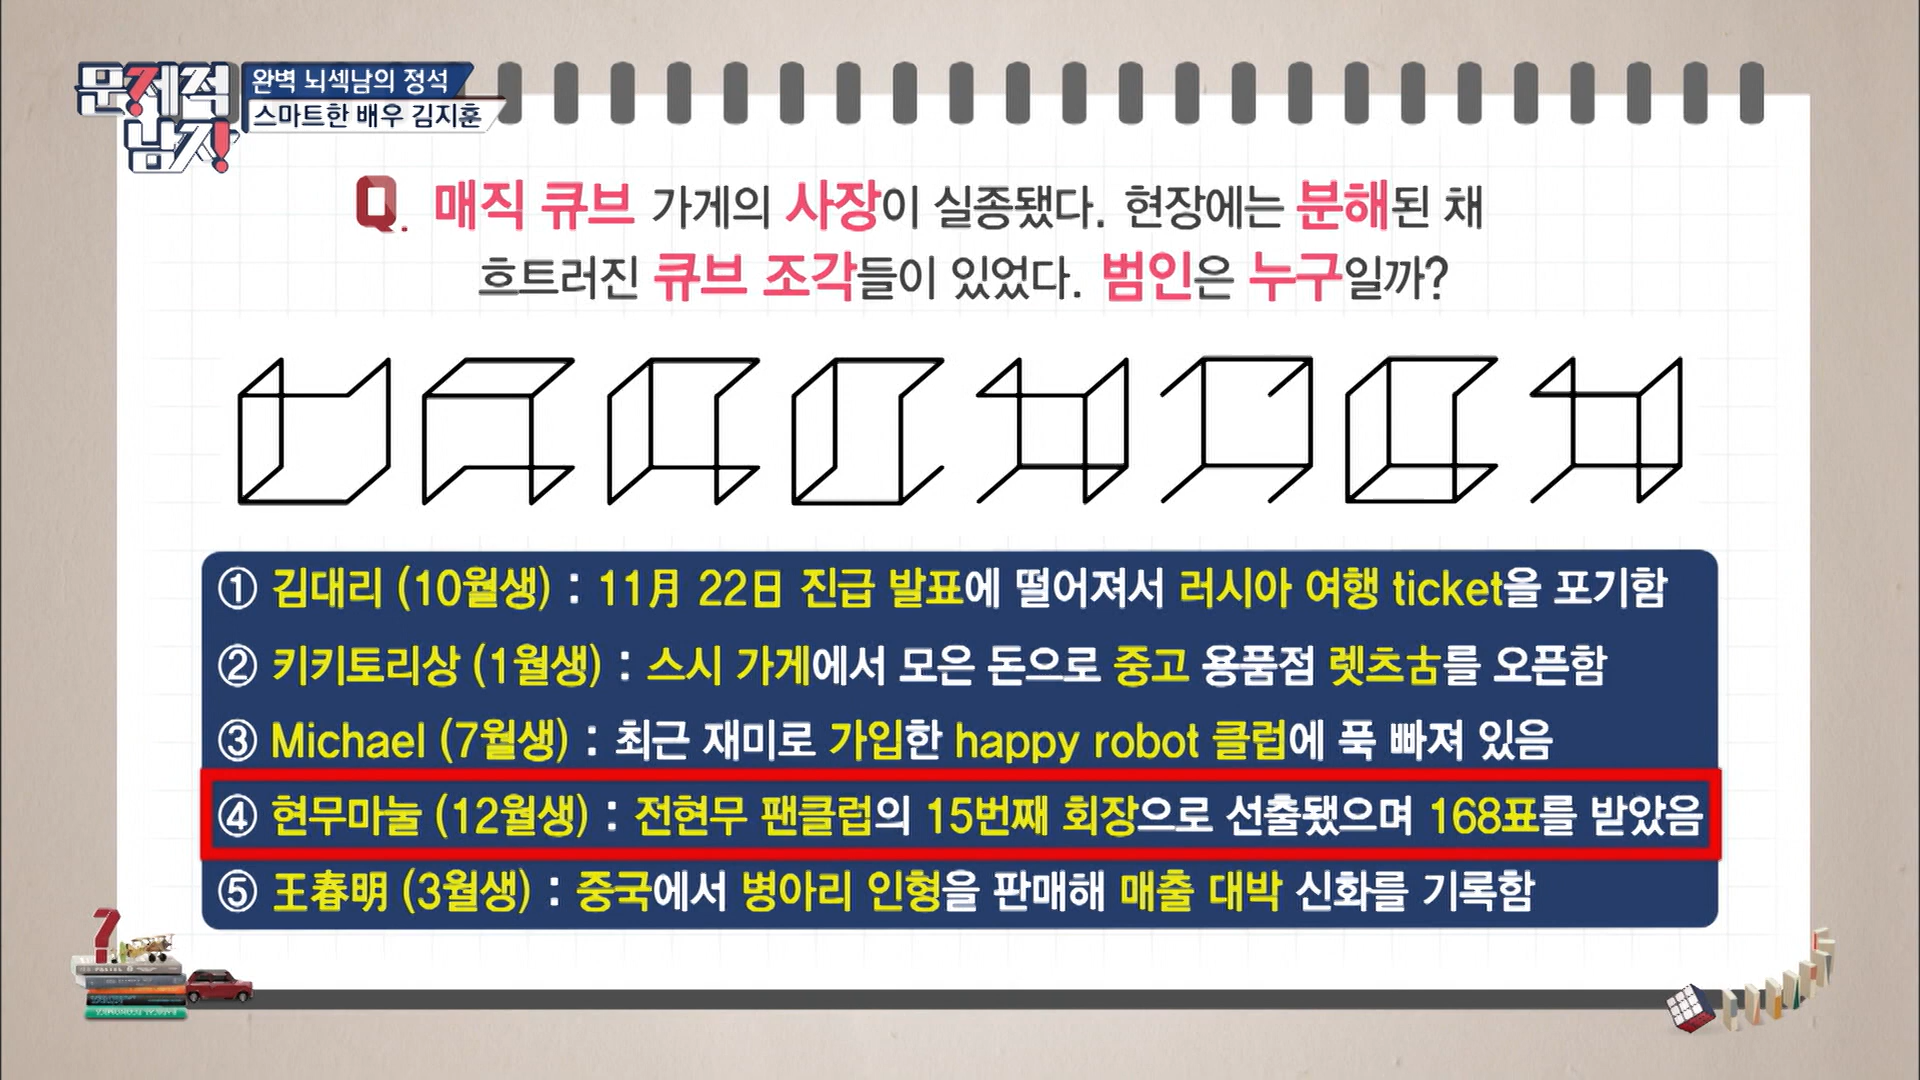 문제적
남자
완벽 뇌섹남의 정석
스마트한 배우 김지훈
Q. 매직 큐브 가게의 사장이 실종됐다. 현장에는 분해된 채
흐트러진 큐브 조각들이 있었다. 범인은 누구일까?
① 김대리 (10월생) : 11月 22日 진급 발표에 떨어져서 러시아 여행 ticket을 포기함
② 키키토리상 (1월생) : 스시 가게에서 모은 돈으로 중고 용품점 렛츠古를 오픈함
③ Michael (7월생) : 최근 재미로 가입한 happy robot 클럽에 푹 빠져 있음
④ 현무마눌 (12월생) : 전현무 팬클럽의 15번째 회장으로 선출됐으며 168표를 받았음
⑤ 王春明 (3월생) : 중국에서 병아리 인형을 판매해 매출 대박 신화를 기록함